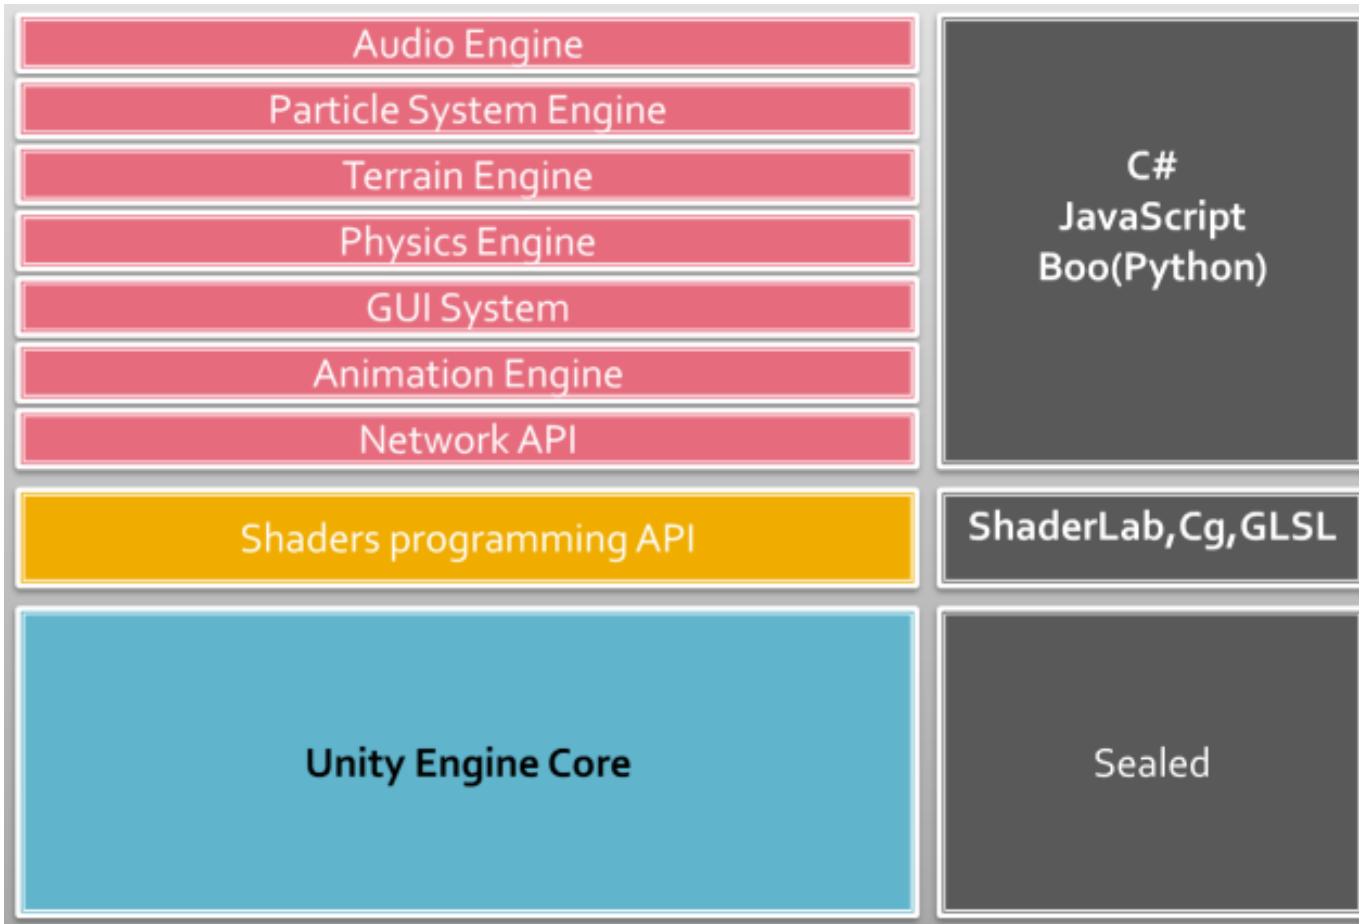 Audio Engine
Particle System Engine
Terrain Engine
Physics Engine
GUI System
Animation Engine
Network API
C#
JavaScript
Boo(Python)
Shaders programming API
ShaderLab,Cg,GLSL
Unity Engine Core
Sealed